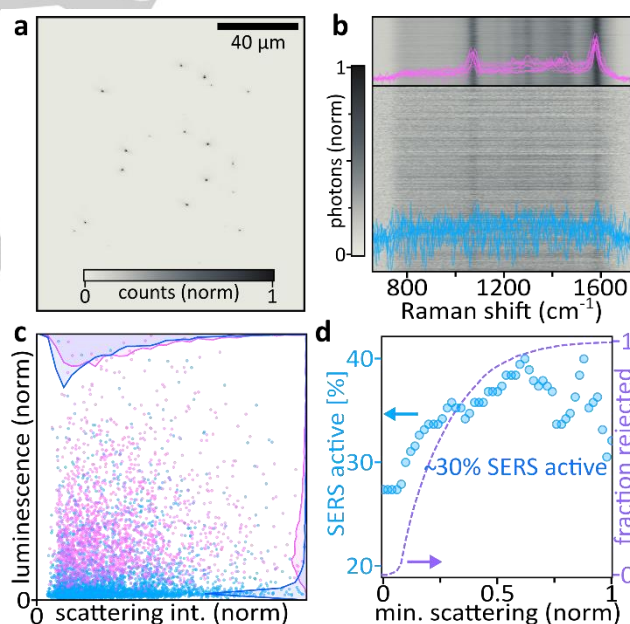 a
40 µm
0
1
counts (norm)
b
1
photons (norm)
0
800
1200
1600
Raman shift (cm-1)
c
luminescence (norm)
0
0
scattering int. (norm)
d
40
30
20
SERS active [%]
~30% SERS active
1
fraction rejected
0
0
0.5
1
min. scattering (norm)